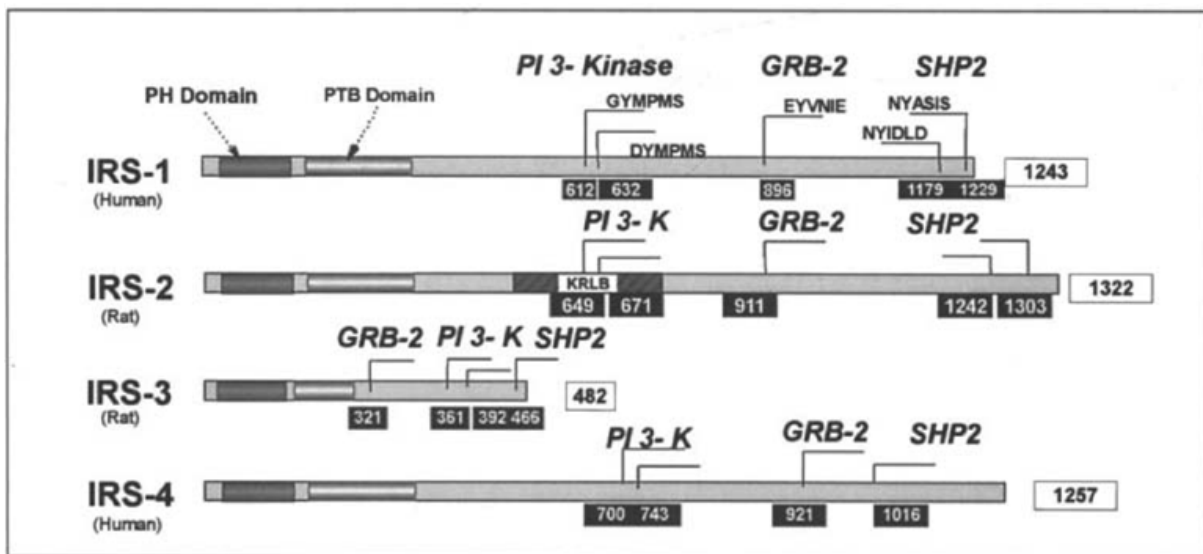 PI 3- Kinase GRB-2 SHP2
PH Domain PTB Domain GYMPMS EYVNIE NYASIS
DYMPMS NYIDLD
IRS-1 1243
(Human) 612 632 896 1179 1229
PI 3- K GRB-2 SHP2
IRS-2 KRLB 1322
(Rat) 649 671 911 1242 1303
GRB-2 PI 3- K SHP2
IRS-3 482
(Rat) 321 361 392 466
PI 3- K GRB-2 SHP2
IRS-4 1257
(Human) 700 743 921 1016